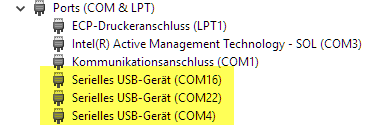 Ports (COM & LPT)
ECP-Druckeranschluss (LPT1)
Intel(R) Active Management Technology - SOL (COM3)
Kommunikationsanschluss (COM1)
Serielles USB-Gerät (COM16)
Serielles USB-Gerät (COM22)
Serielles USB-Gerät (COM4)